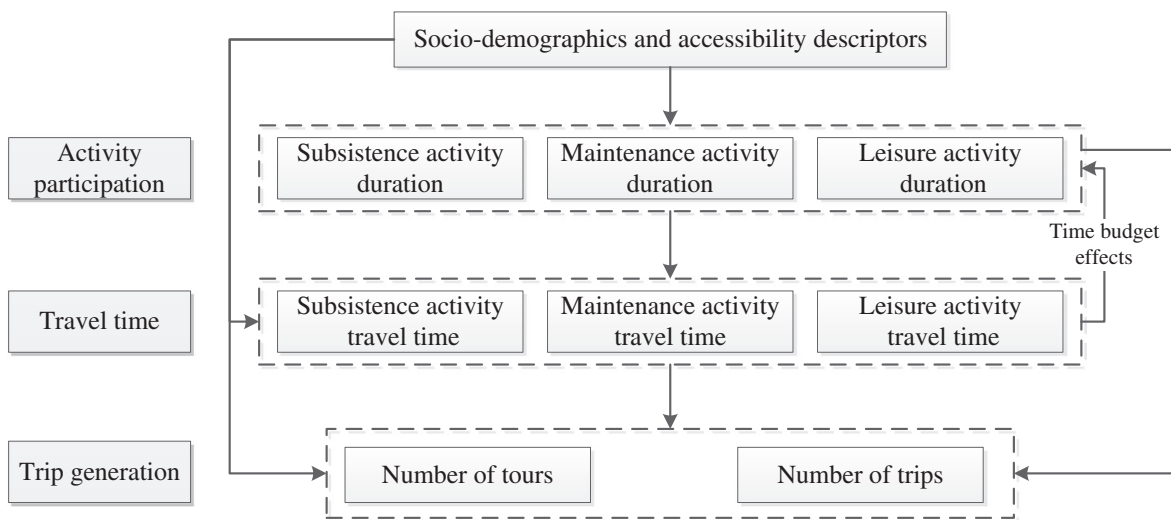 Socio-demographics and accessibility descriptors
Activity
participation
Subsistence activity
duration
Maintenance activity
duration
Leisure activity
duration
Time budget
effects
Travel time
Subsistence activity
travel time
Maintenance activity
travel time
Leisure activity
travel time
Trip generation
Number of tours
Number of trips